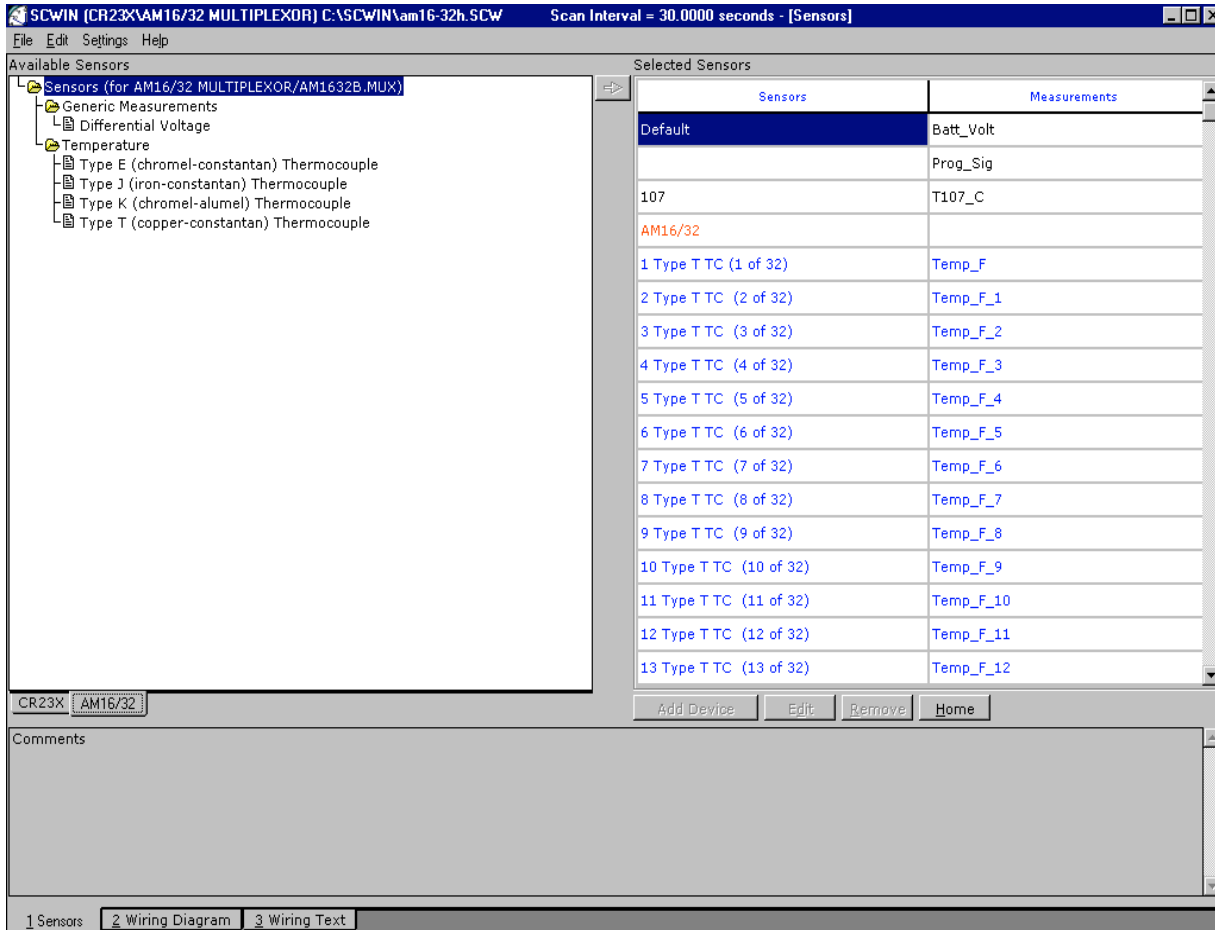 SCWIN (CR23X\AM16/32 MULTIPLEXOR) C:\SCWIN\am16-32h.SCW Scan Interval = 30.0000 seconds - [Sensors]
File Edit Settings Help
Available Sensors
Sensors (for AM16/32 MULTIPLEXOR/AM1632B.MUX)
Generic Measurements
Differential Voltage
Temperature
Type E (chromel-constantan) Thermocouple
Type J (iron-constantan) Thermocouple
Type K (chromel-alumel) Thermocouple
Type T (copper-constantan) Thermocouple
CR23X AM16/32
Selected Sensors
Sensors Measurements
Default Batt_Volt
Prog_Sig
107 T107_C
AM16/32
1 Type T TC (1 of 32) Temp_F
2 Type T TC (2 of 32) Temp_F_1
3 Type T TC (3 of 32) Temp_F_2
4 Type T TC (4 of 32) Temp_F_3
5 Type T TC (5 of 32) Temp_F_4
6 Type T TC (6 of 32) Temp_F_5
7 Type T TC (7 of 32) Temp_F_6
8 Type T TC (8 of 32) Temp_F_7
9 Type T TC (9 of 32) Temp_F_8
10 Type T TC (10 of 32) Temp_F_9
11 Type T TC (11 of 32) Temp_F_10
12 Type T TC (12 of 32) Temp_F_11
13 Type T TC (13 of 32) Temp_F_12
Add Device Edit Remove Home
Comments
1 Sensors 2 Wiring Diagram 3 Wiring Text